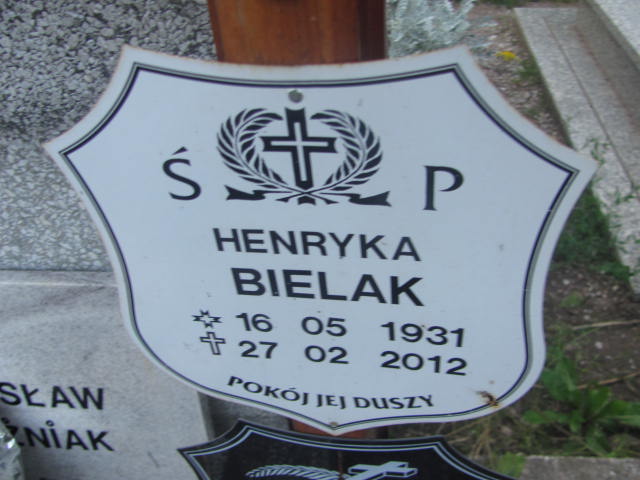 Ś P
HENRYKA
BIELAK
16 05 1931
27 02 2012
POKÓJ JEJ DUSZY
SŁAW
ŹNIAK